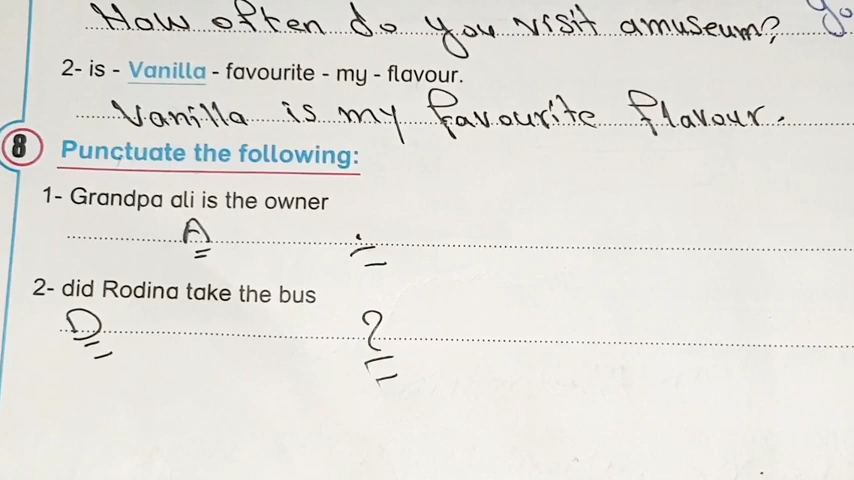 How often do you visit amuseum?
2- is - Vanilla - favourite - my - flavour.
Vanilla is my favourite flavour.
8 Punctuate the following:
1- Grandpa ali is the owner
A .
2- did Rodina take the bus
D ?